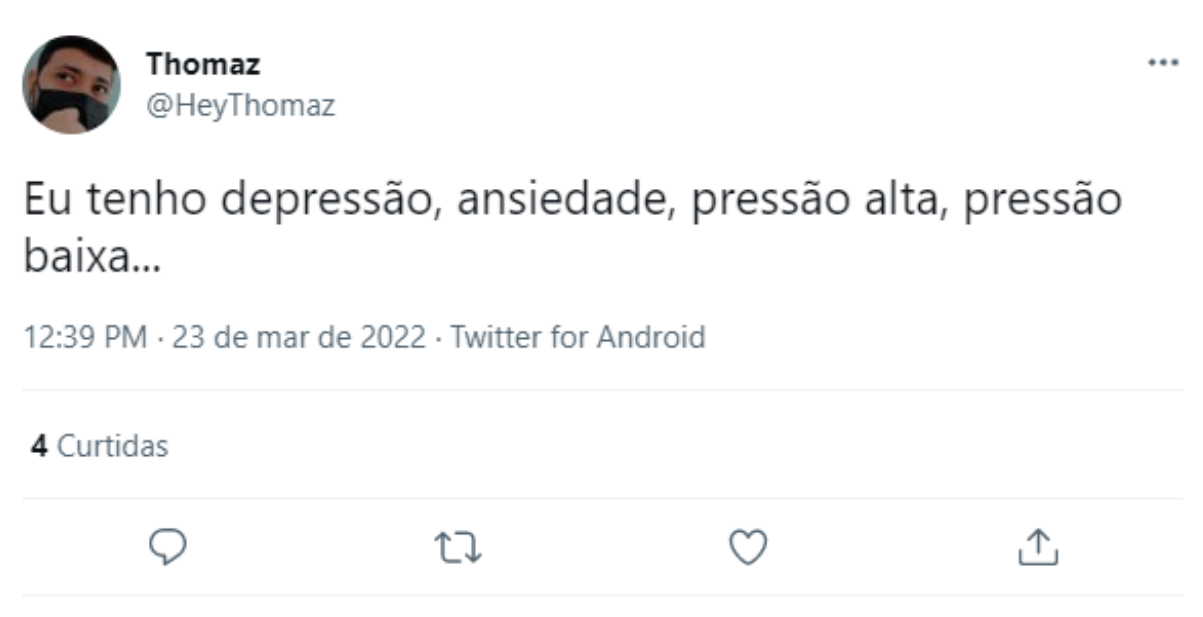 Thomaz
@HeyThomaz
Eu tenho depressão, ansiedade, pressão alta, pressão
baixa...
12:39 PM · 23 de mar de 2022 · Twitter for Android
4 Curtidas